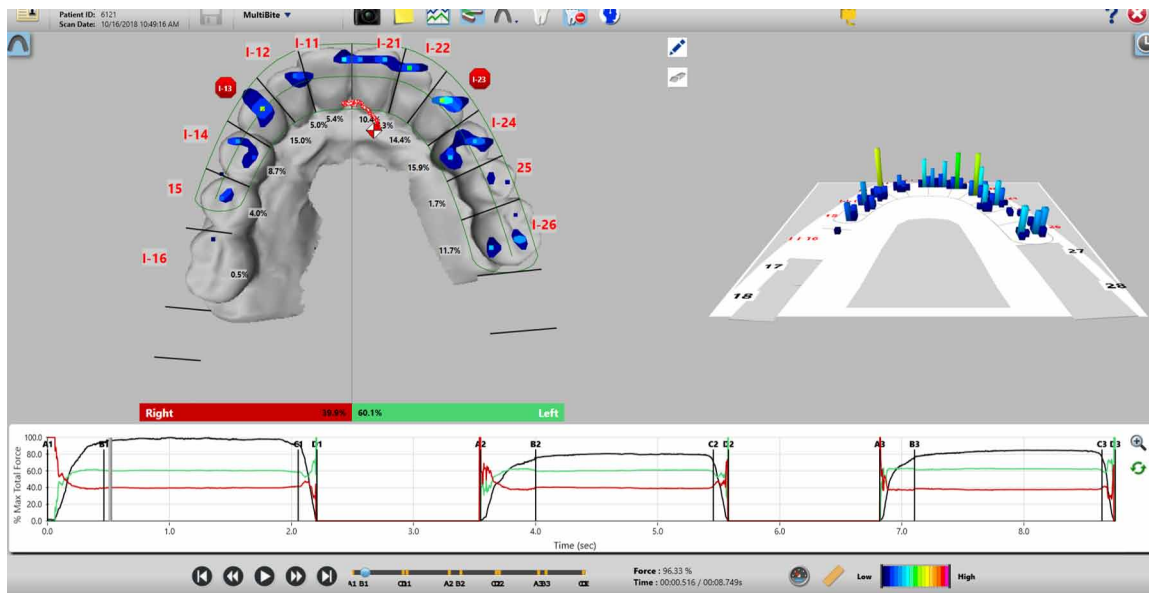 Patient ID: 6121
Scan Date: 10/16/2018 10:49:16 AM
MultiBite
?
I-12
I-11
I-21
I-22
I-13
I-23
I-14
I-24
15
25
I-16
I-26
5.0%
5.4%
10.4%
15.0%
14.4%
8.7%
15.9%
4.0%
1.7%
0.5%
11.7%
15
26
17
18
27
28
Right 39.9% 60.1% Left
% Max Total Force
100.0
80.0
60.0
40.0
20.0
0.0
A1 B1 C1 D1 A2 B2 C2 D2 A3 B3 C3 D3
0.0 1.0 2.0 3.0 4.0 5.0 6.0 7.0 8.0
Time (sec)
A1 B1 A2 B2
Force : 96.33 %
Time : 00:00.516 / 00:08.749s
Low High